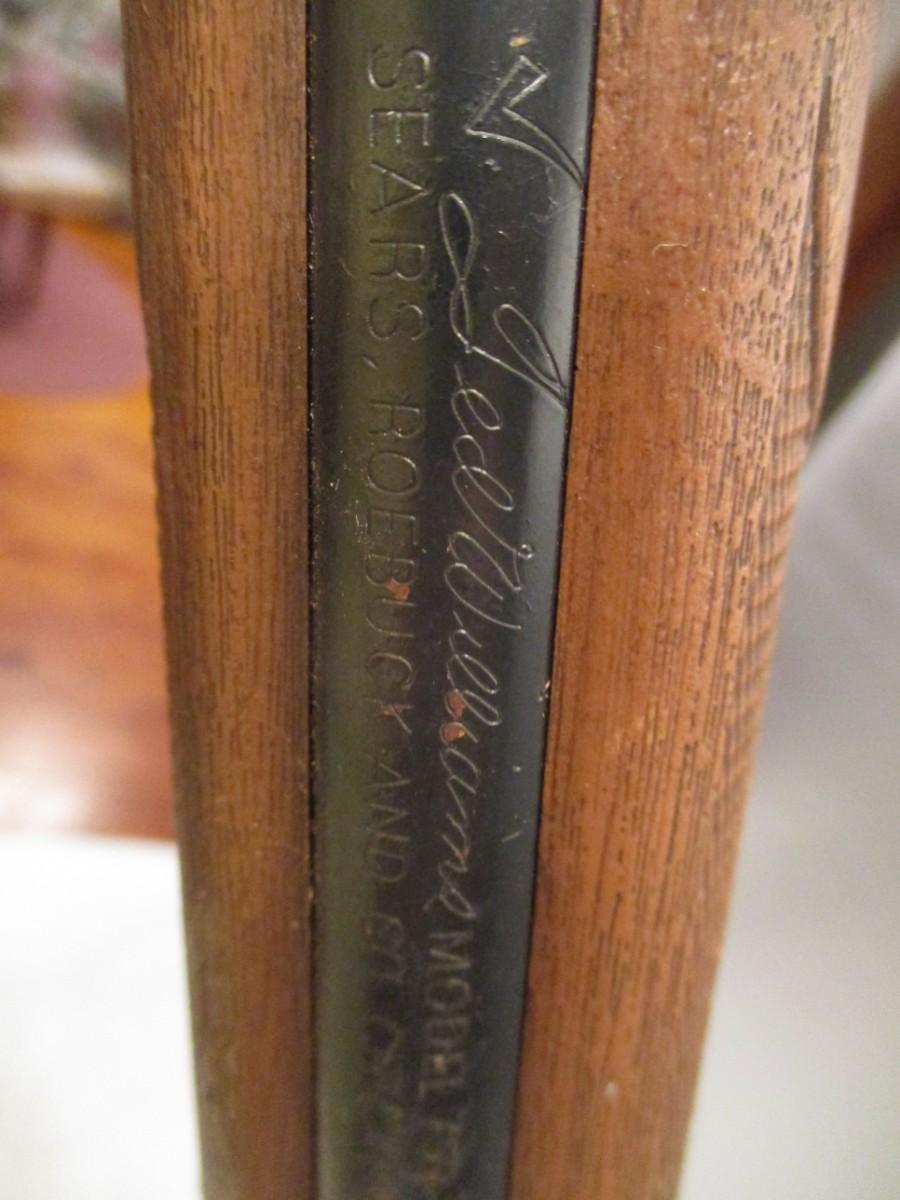 Ted Williams MODEL
SEARS, ROEBUCK AND